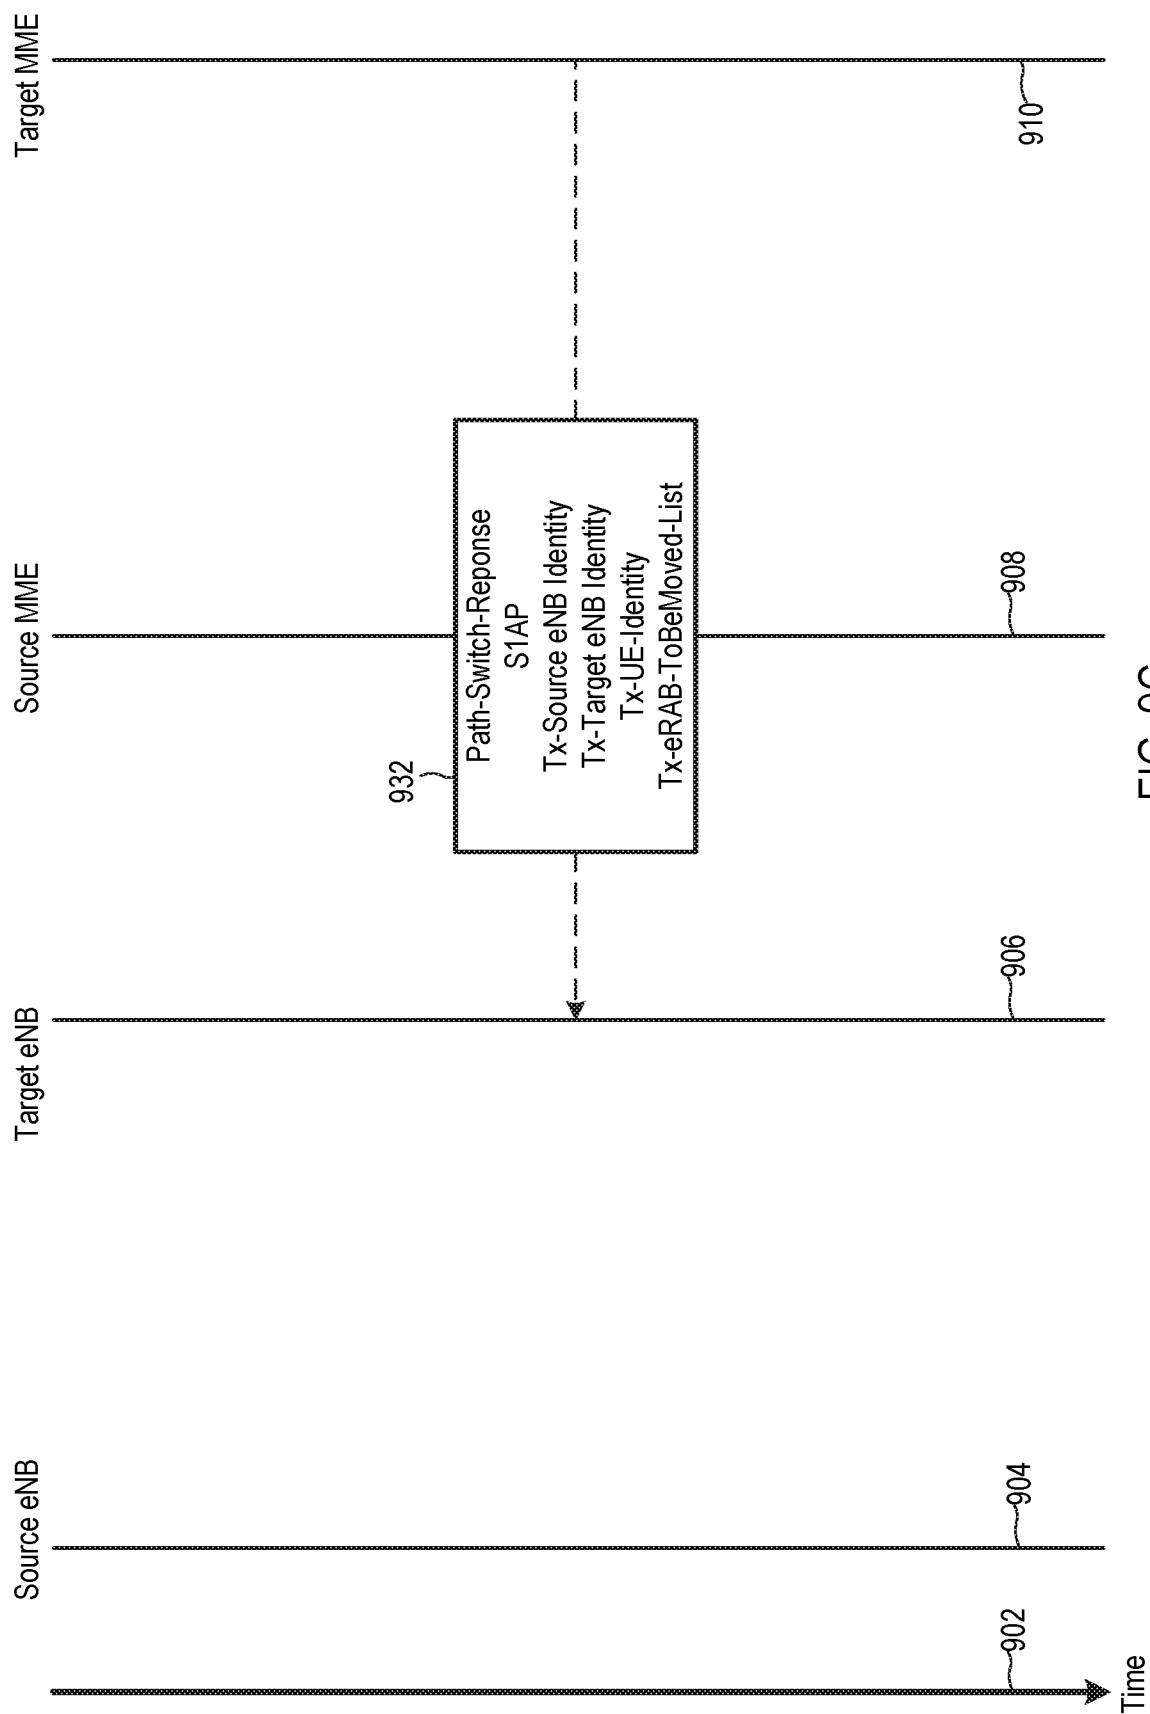 Source eNB
Target eNB
Source MME
Target MME
932
Path-Switch-Reponse
S1AP
Tx-Source eNB Identity
Tx-Target eNB Identity
Tx-UE-Identity
Tx-eRAB-ToBeMoved-List
902
904
906
908
910
Time